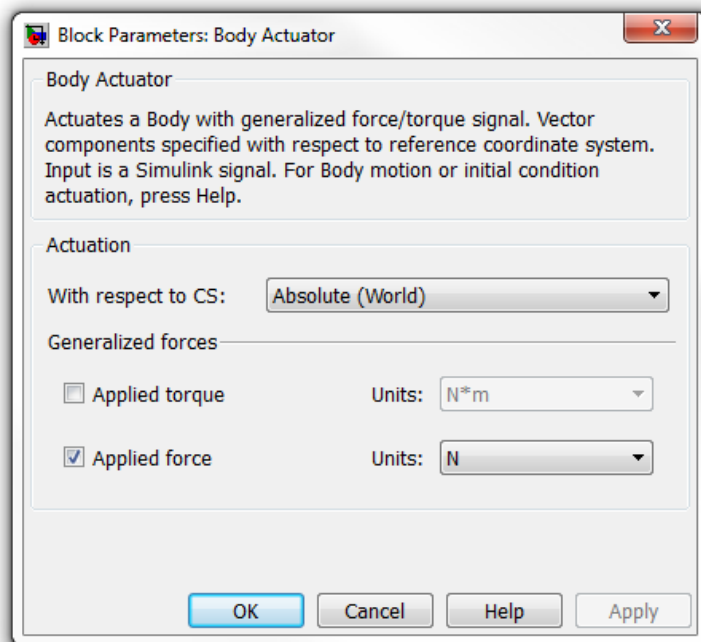 Block Parameters: Body Actuator
Body Actuator
Actuates a Body with generalized force/torque signal. Vector
components specified with respect to reference coordinate system.
Input is a Simulink signal. For Body motion or initial condition
actuation, press Help.
Actuation
With respect to CS: Absolute (World)
Generalized forces
Applied torque Units: N*m
Applied force Units: N
OK Cancel Help Apply